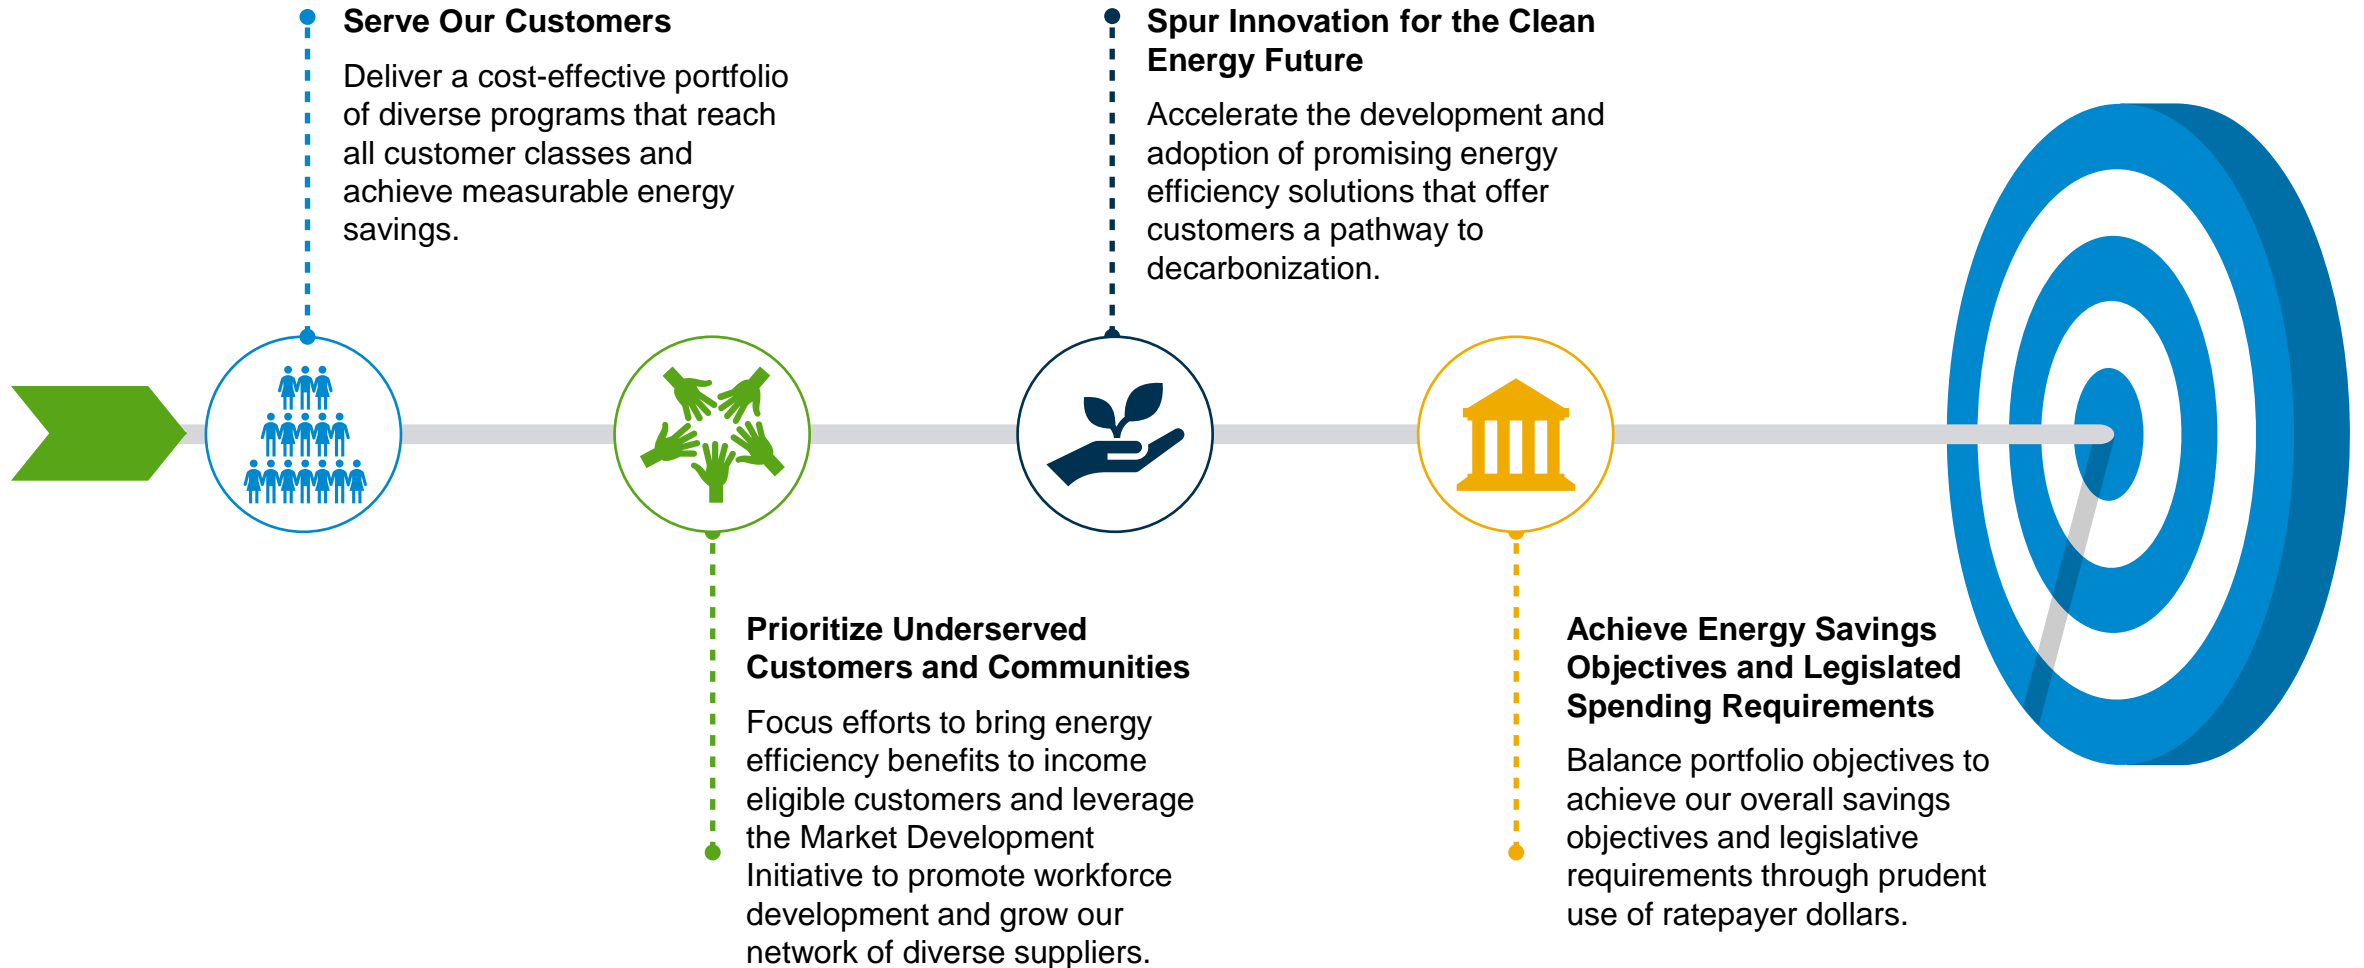 Serve Our Customers
Deliver a cost-effective portfolio
of diverse programs that reach
all customer classes and
achieve measurable energy
savings.
Prioritize Underserved
Customers and Communities
Focus efforts to bring energy
efficiency benefits to income
eligible customers and leverage
the Market Development
Initiative to promote workforce
development and grow our
network of diverse suppliers.
Spur Innovation for the Clean
Energy Future
Accelerate the development and
adoption of promising energy
efficiency solutions that offer
customers a pathway to
decarbonization.
Achieve Energy Savings
Objectives and Legislated
Spending Requirements
Balance portfolio objectives to
achieve our overall savings
objectives and legislative
requirements through prudent
use of ratepayer dollars.